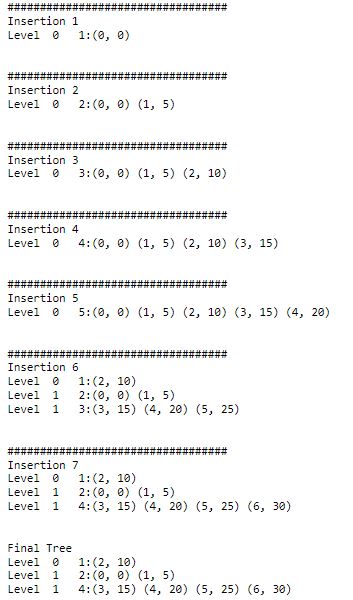 ##################################
Insertion 1
Level  0   1:(0, 0)
##################################
Insertion 2
Level  0   2:(0, 0) (1, 5)
##################################
Insertion 3
Level  0   3:(0, 0) (1, 5) (2, 10)
##################################
Insertion 4
Level  0   4:(0, 0) (1, 5) (2, 10) (3, 15)
##################################
Insertion 5
Level  0   5:(0, 0) (1, 5) (2, 10) (3, 15) (4, 20)
##################################
Insertion 6
Level  0   1:(2, 10)
Level  1   2:(0, 0) (1, 5)
Level  1   3:(3, 15) (4, 20) (5, 25)
##################################
Insertion 7
Level  0   1:(2, 10)
Level  1   2:(0, 0) (1, 5)
Level  1   4:(3, 15) (4, 20) (5, 25) (6, 30)
Final Tree
Level  0   1:(2, 10)
Level  1   2:(0, 0) (1, 5)
Level  1   4:(3, 15) (4, 20) (5, 25) (6, 30)